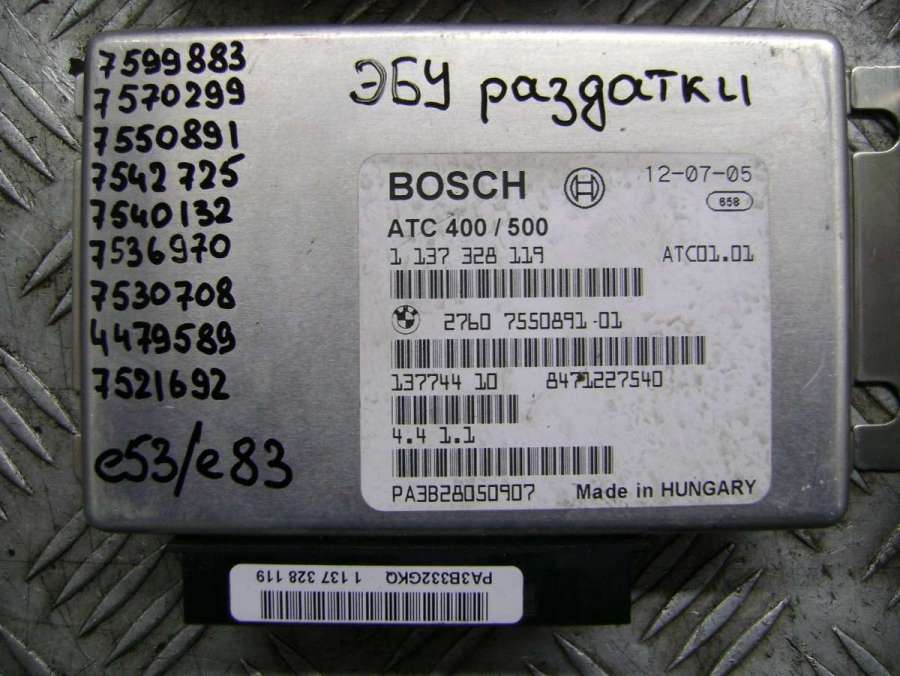 7599883
7570299
7550891
7542725
7540132
7536970
7530708
4479589
7521692
e53/e83
ЭБУ раздатки
BOSCH
12-07-05
658
ATC 400 / 500
1 137 328 119 ATC01.01
2760 7550891-01
137744 10 8471227540
4.4 1.1
PA3B28050907 Made in HUNGARY
PA3B332GKQ 1 137 328 119